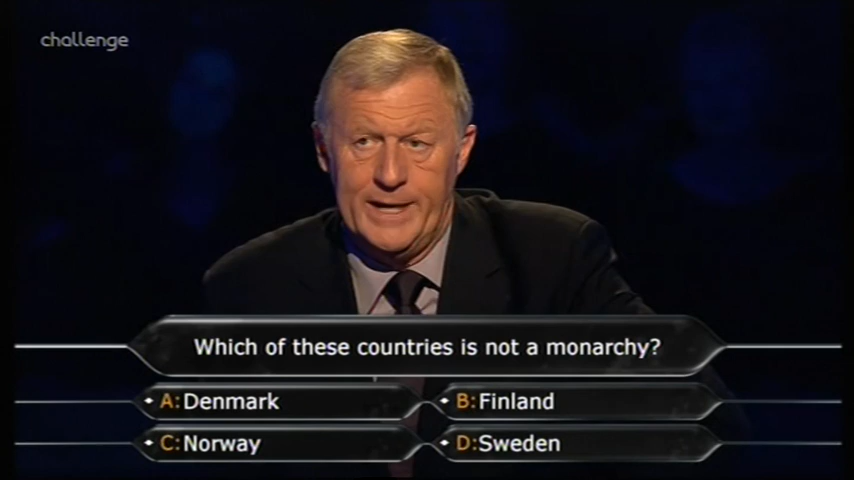 challenge
Which of these countries is not a monarchy?
A: Denmark
B: Finland
C: Norway
D: Sweden